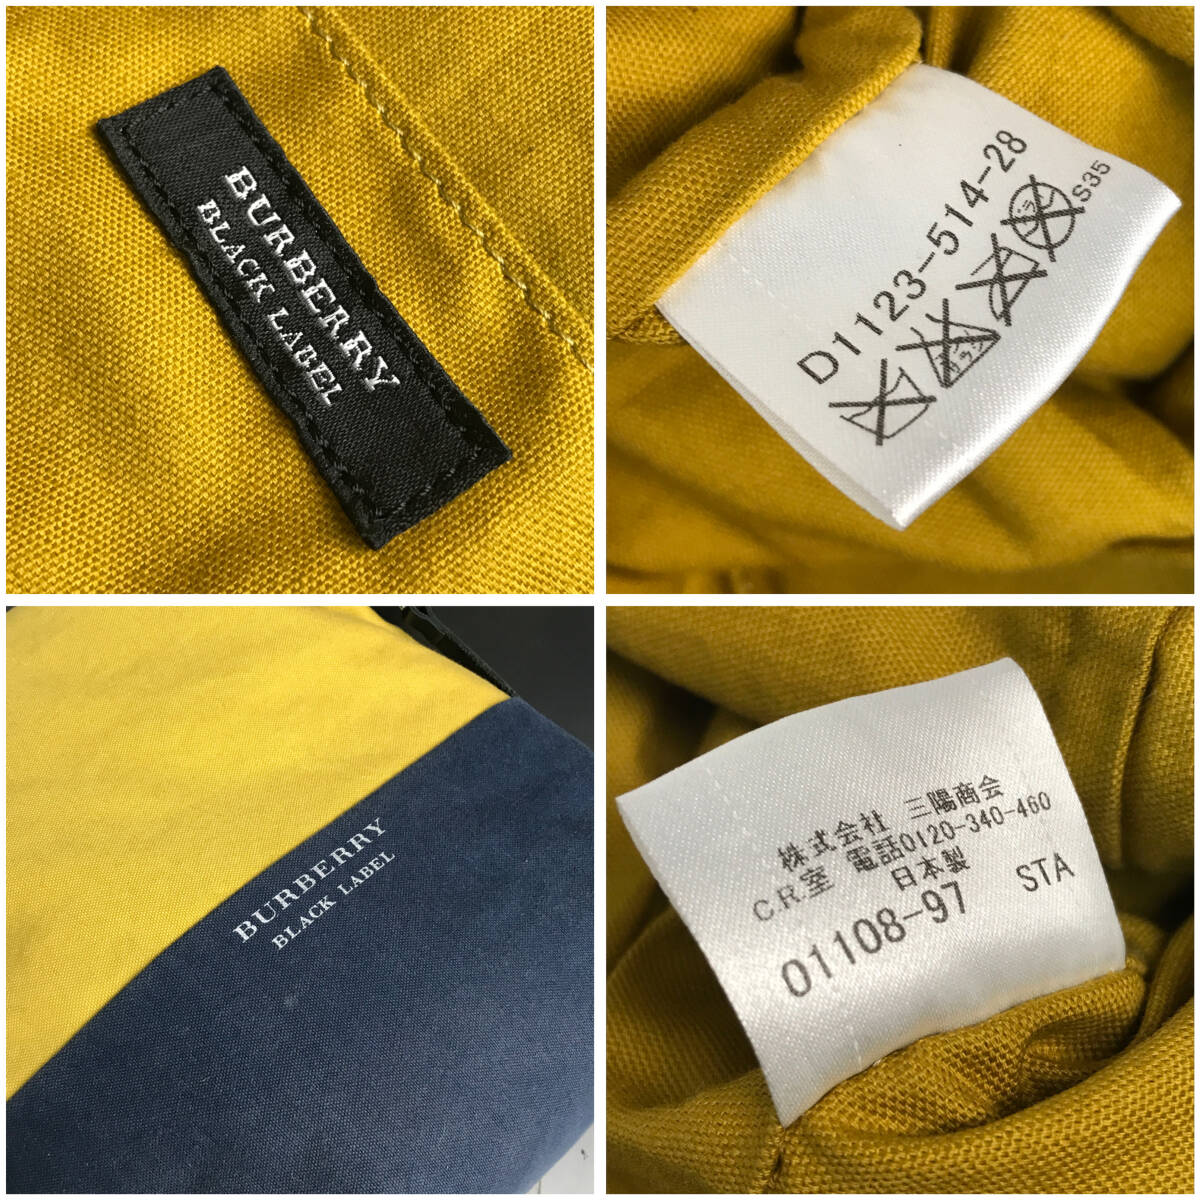 BURBERRY
BLACK LABEL
D1123-514-28
S35
BURBERRY
BLACK LABEL
株式会社 三陽商会
C.R.室 電話0120-340-460
日本製
01108-97 STA